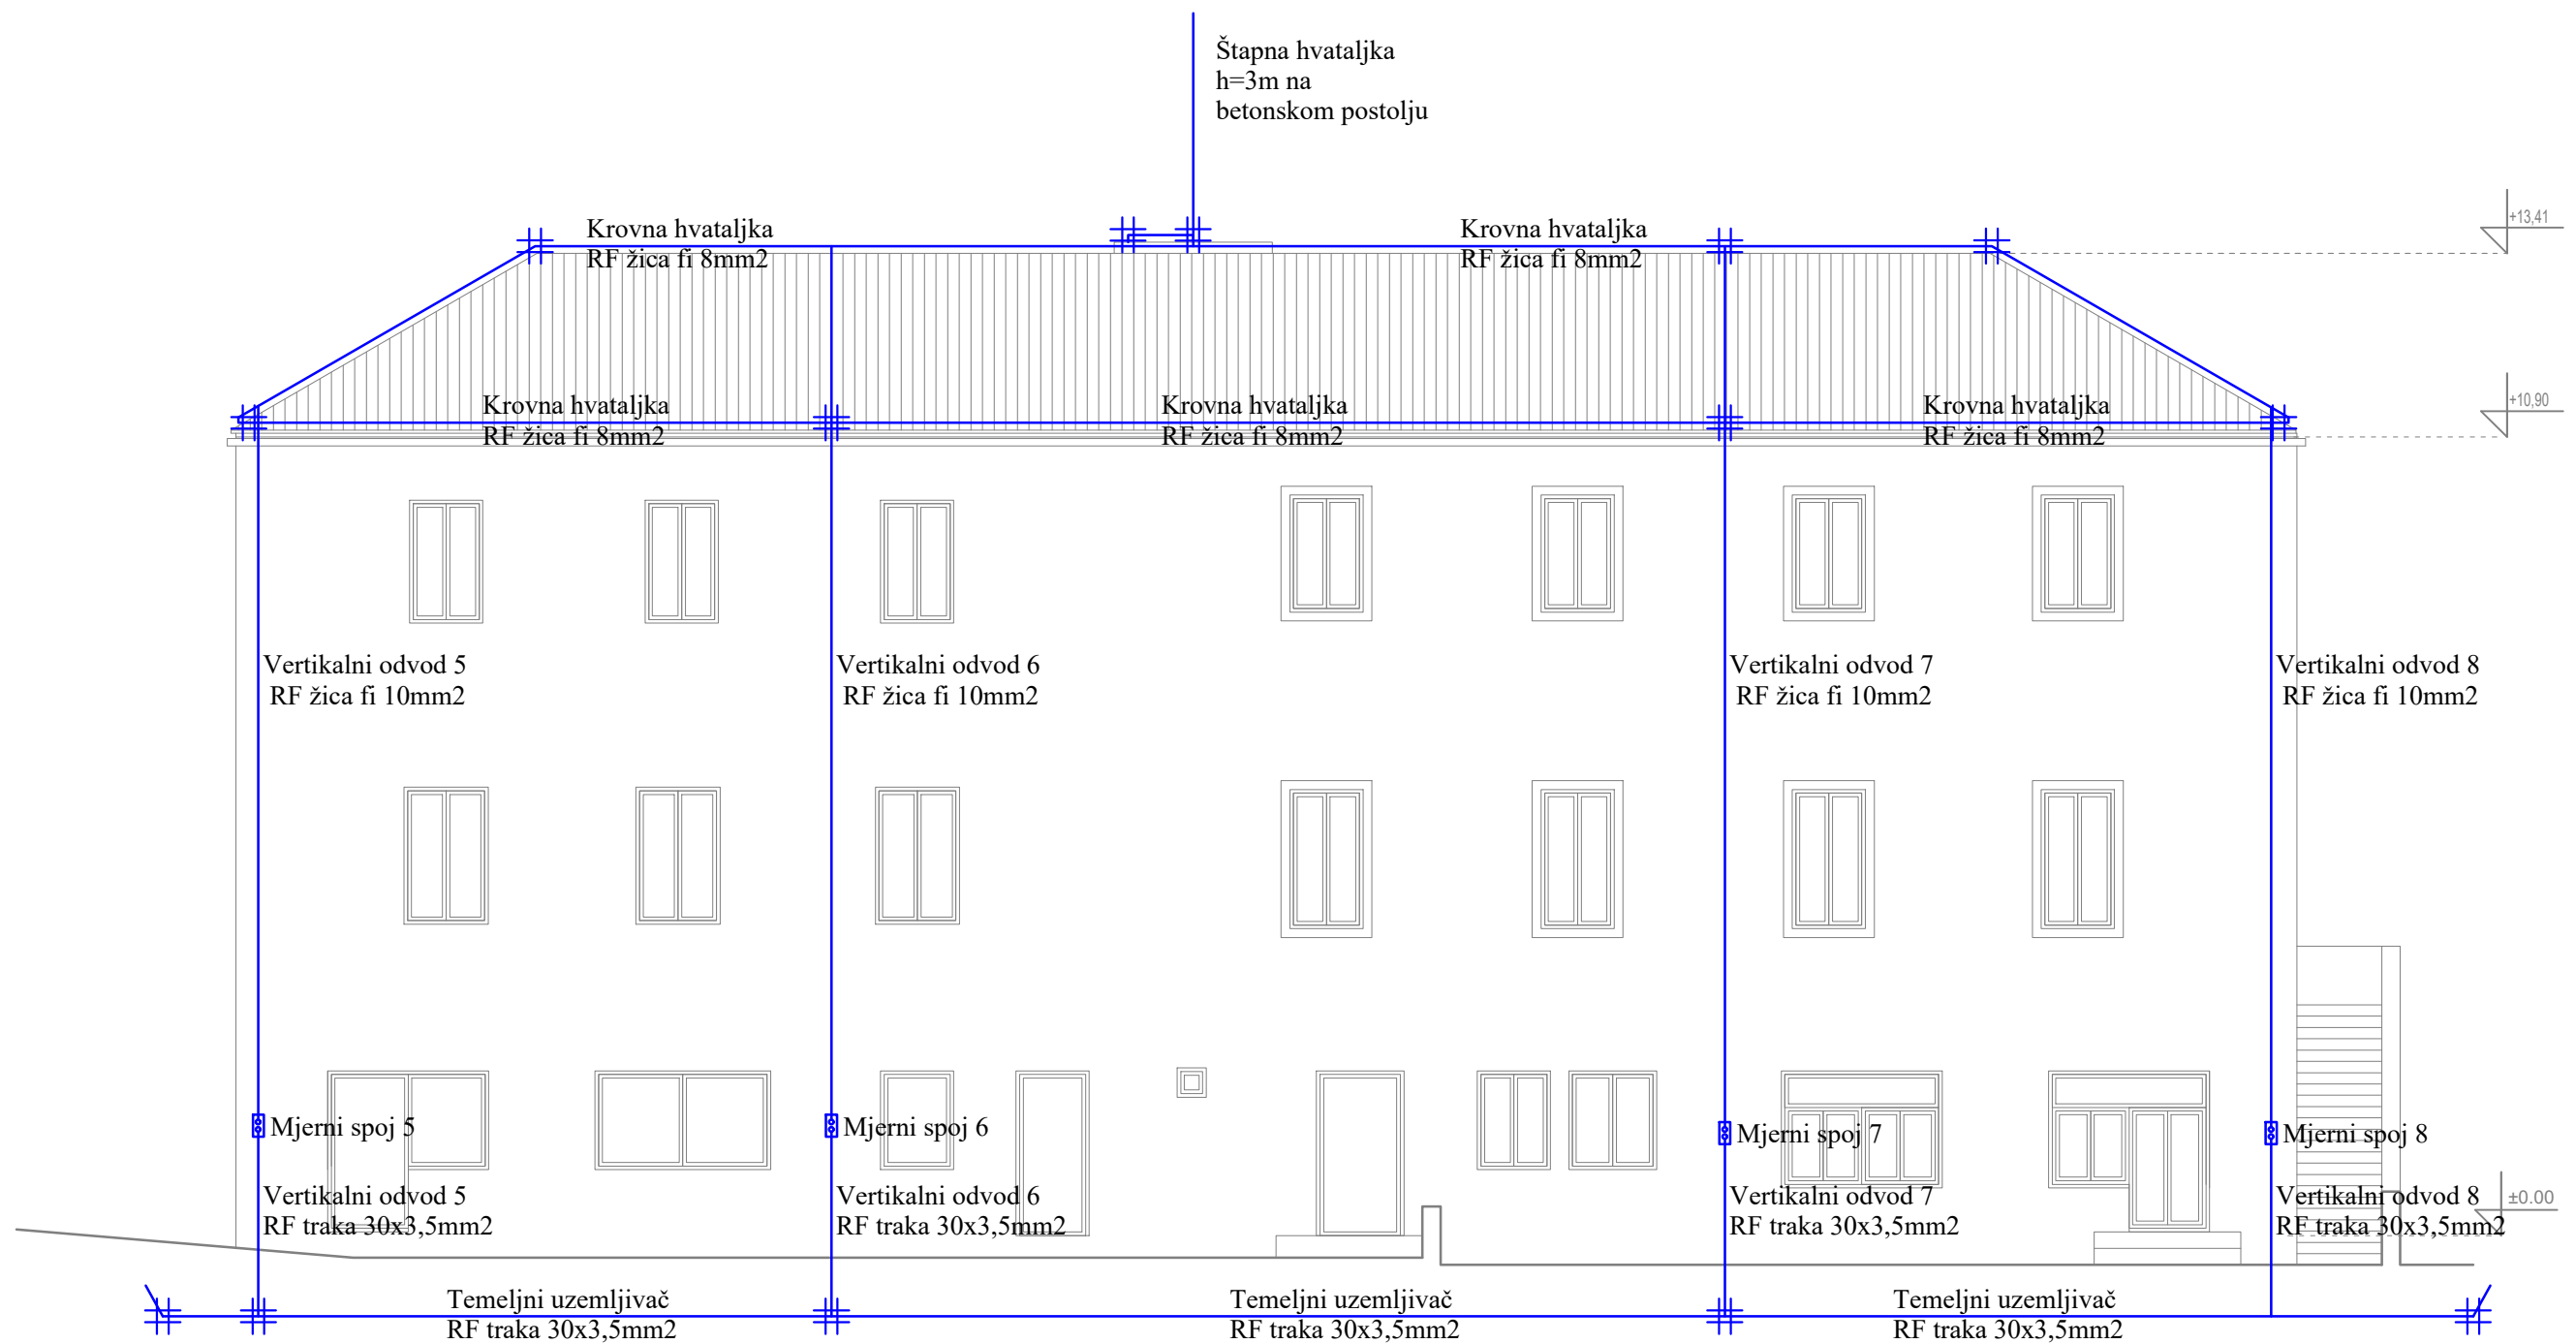 Štapna hvataljka
h=3m na
betonskom postolju
+13,41
Krovna hvataljka
RF žica fi 8mm2
Krovna hvataljka
RF žica fi 8mm2
+10,90
Krovna hvataljka
RF žica fi 8mm2
Krovna hvataljka
RF žica fi 8mm2
Krovna hvataljka
RF žica fi 8mm2
Vertikalni odvod 5
RF žica fi 10mm2
Vertikalni odvod 6
RF žica fi 10mm2
Vertikalni odvod 7
RF žica fi 10mm2
Vertikalni odvod 8
RF žica fi 10mm2
Mjerni spoj 5
Mjerni spoj 6
Mjerni spoj 7
Mjerni spoj 8
Vertikalni odvod 5
RF traka 30x3,5mm2
Vertikalni odvod 6
RF traka 30x3,5mm2
Vertikalni odvod 7
RF traka 30x3,5mm2
Vertikalni odvod 8
RF traka 30x3,5mm2
±0.00
Temeljni uzemljivač
RF traka 30x3,5mm2
Temeljni uzemljivač
RF traka 30x3,5mm2
Temeljni uzemljivač
RF traka 30x3,5mm2